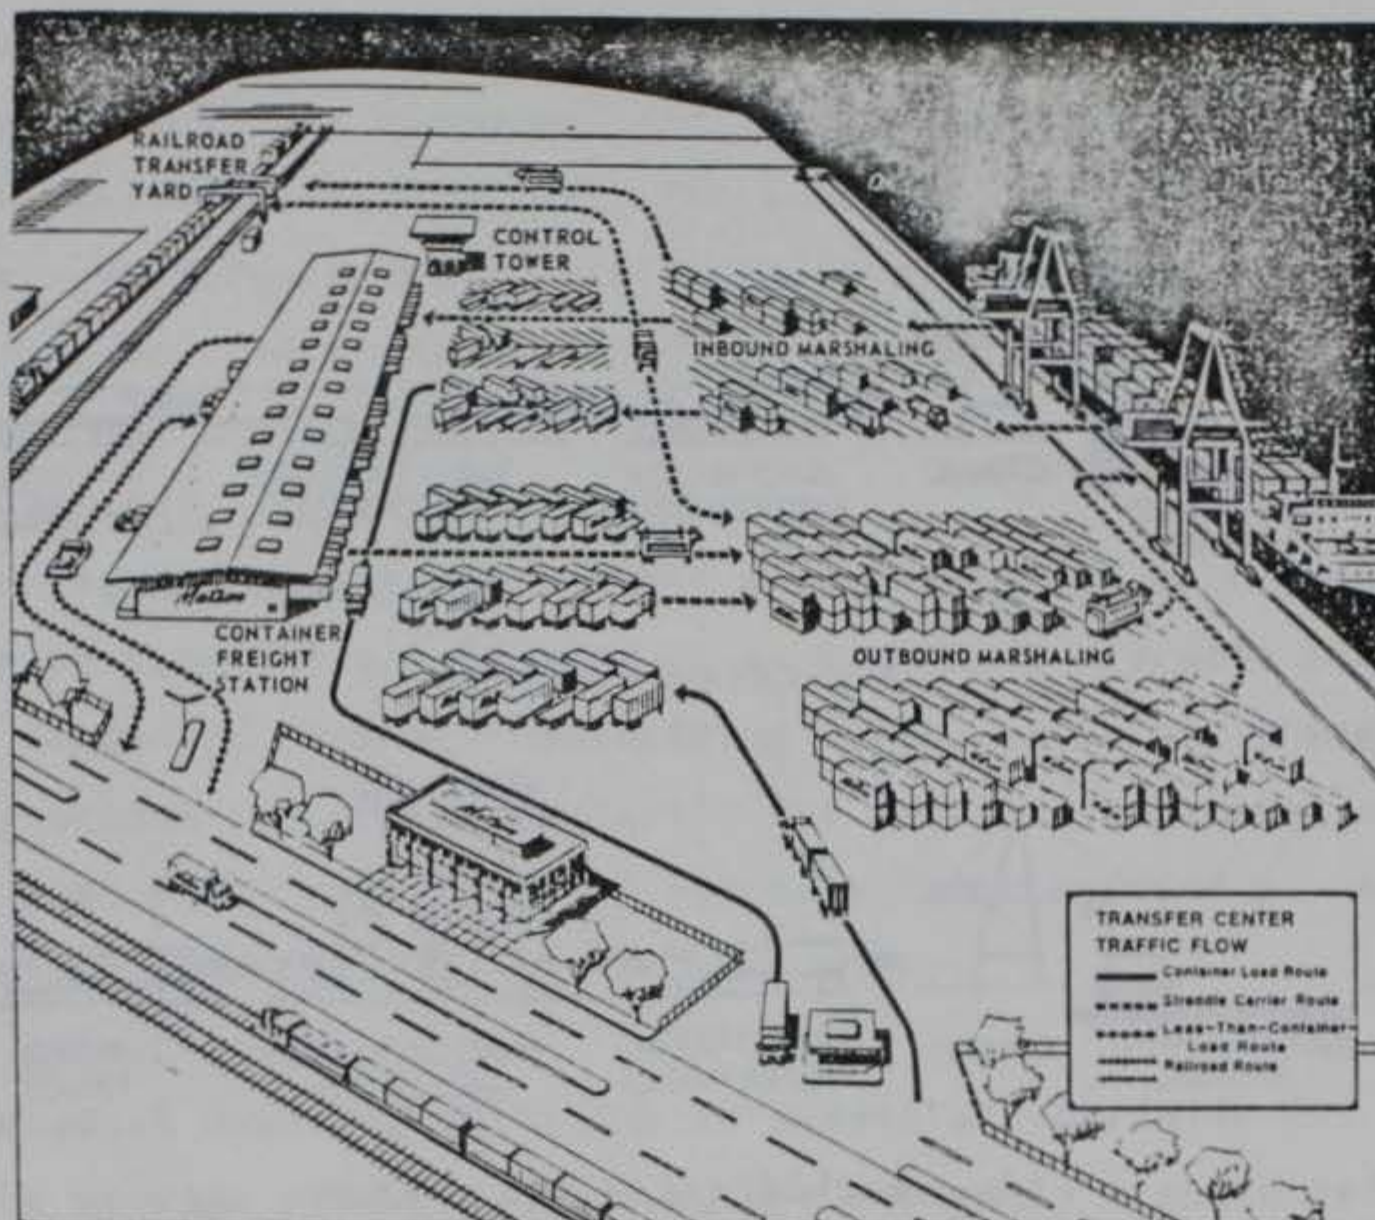 RAILROAD
TRANSFER
YARD
CONTROL
TOWER
INBOUND MARSHALING
Matson
CONTAINER
FREIGHT
STATION
OUTBOUND MARSHALING
TRANSFER CENTER
TRAFFIC FLOW
Container Load Route
Straddle Carrier Route
Less-Than-Container-
Load Route
Railroad Route